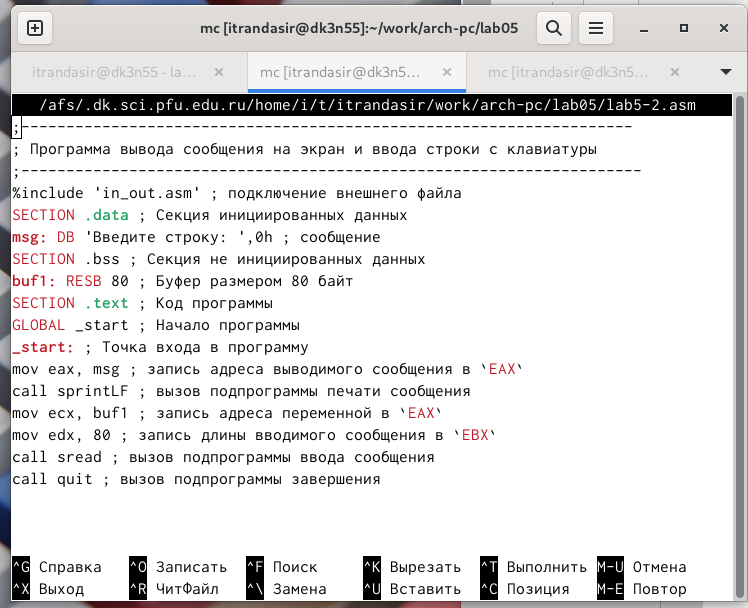 mc [itrandasir@dk3n55]:~/work/arch-pc/lab05
itrandasir@dk3n55 - la… × mc [itrandasir@dk3n5… × mc [itrandasir@dk3n5… ×
/afs/.dk.sci.pfu.edu.ru/home/i/t/itrandasir/work/arch-pc/lab05/lab5-2.asm
;--------------------------------------------------------------------
; Программа вывода сообщения на экран и ввода строки с клавиатуры
;---------------------------------------------------------------------
%include 'in_out.asm' ; подключение внешнего файла
SECTION .data ; Секция инициированных данных
msg: DB 'Введите строку: ',0h ; сообщение
SECTION .bss ; Секция не инициированных данных
buf1: RESB 80 ; Буфер размером 80 байт
SECTION .text ; Код программы
GLOBAL _start ; Начало программы
_start: ; Точка входа в программу
mov eax, msg ; запись адреса выводимого сообщения в `EAX`
call sprintLF ; вызов подпрограммы печати сообщения
mov ecx, buf1 ; запись адреса переменной в `EAX`
mov edx, 80 ; запись длины вводимого сообщения в `EBX`
call sread ; вызов подпрограммы ввода сообщения
call quit ; вызов подпрограммы завершения
^G Справка ^O Записать ^F Поиск ^K Вырезать ^T Выполнить M-U Отмена
^X Выход ^R ЧитФайл ^\ Замена ^U Вставить ^C Позиция M-E Повтор